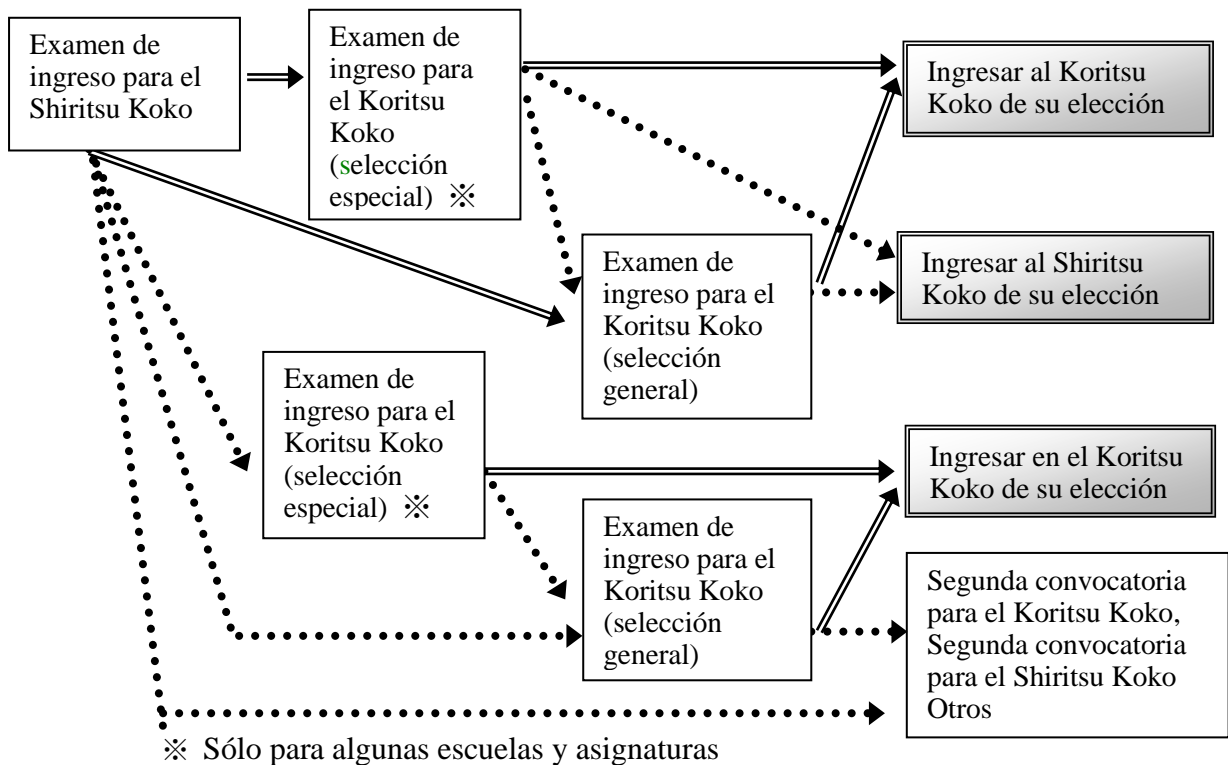 Examen de
ingreso para el
Shiritsu Koko
Examen de
ingreso para
el Koritsu
Koko
(selección
especial) ※
Ingresar al Koritsu
Koko de su elección
Examen de
ingreso para el
Koritsu Koko
(selección
general)
Ingresar al Shiritsu
Koko de su elección
Examen de
ingreso para el
Koritsu Koko
(selección
especial) ※
Ingresar en el Koritsu
Koko de su elección
Examen de
ingreso para el
Koritsu Koko
(selección
general)
Segunda convocatoria
para el Koritsu Koko,
Segunda convocatoria
para el Shiritsu Koko
Otros
※ Sólo para algunas escuelas y asignaturas